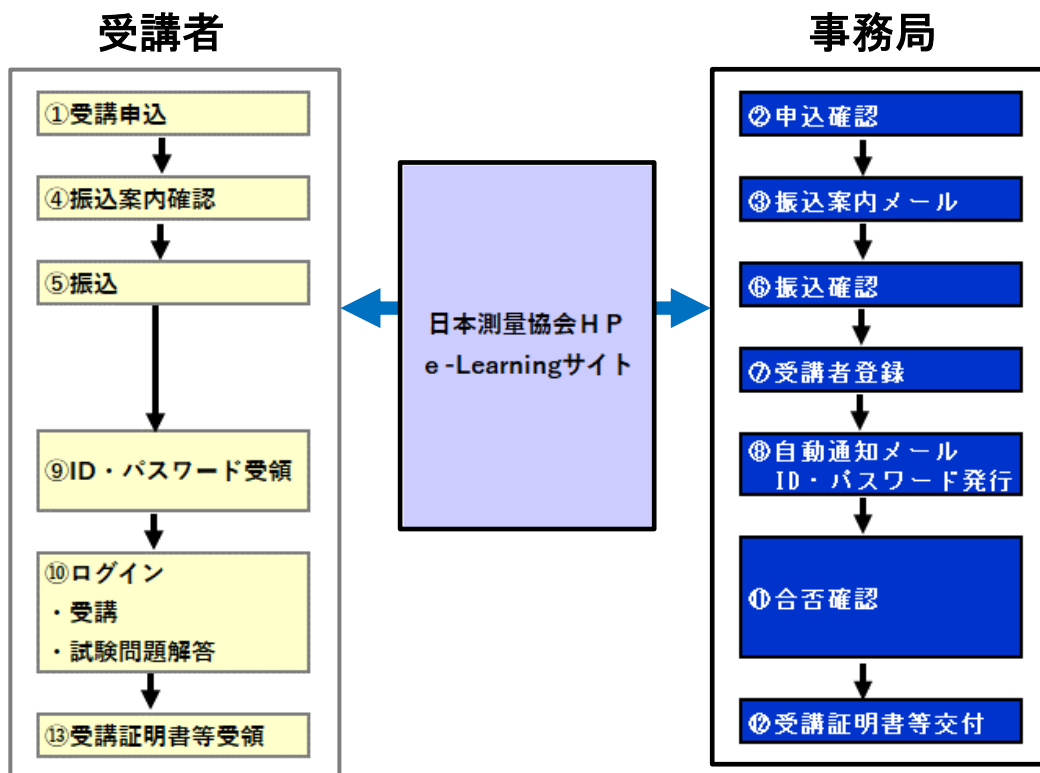 受講者
①受講申込
④振込案内確認
⑤振込
⑨ID・パスワード受領
⑩ログイン
・受講
・試験問題解答
⑬受講証明書等受領
日本測量協会ＨＰ
ｅ-Learningサイト
事務局
②申込確認
③振込案内メール
⑥振込確認
⑦受講者登録
⑧自動通知メール
ID・パスワード発行
⑪合否確認
⑫受講証明書等交付